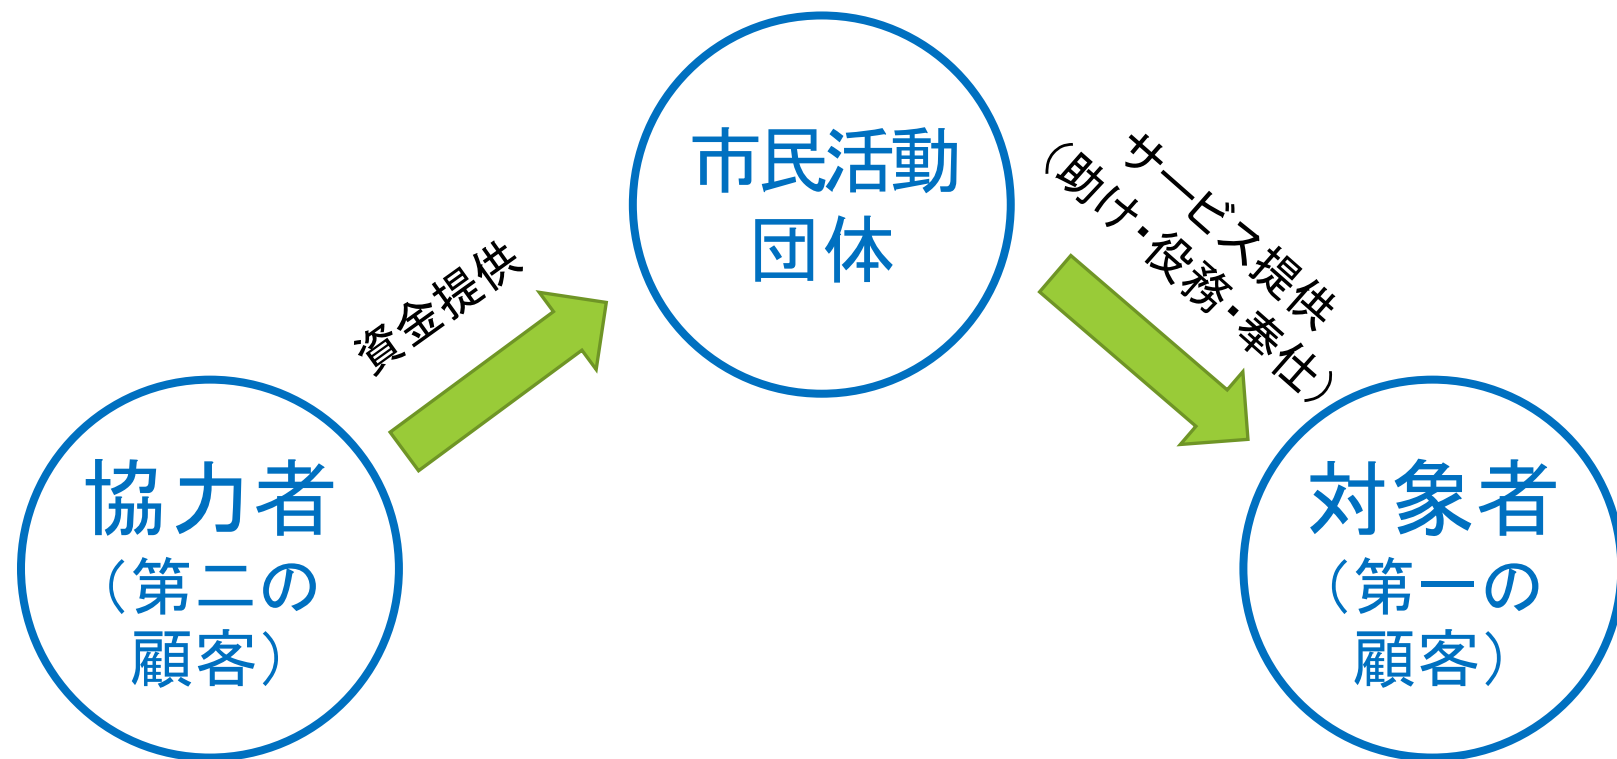 市民活動
団体
資金提供
サービス提供
（助け・役務・奉仕）
協力者
（第二の
顧客）
対象者
（第一の
顧客）